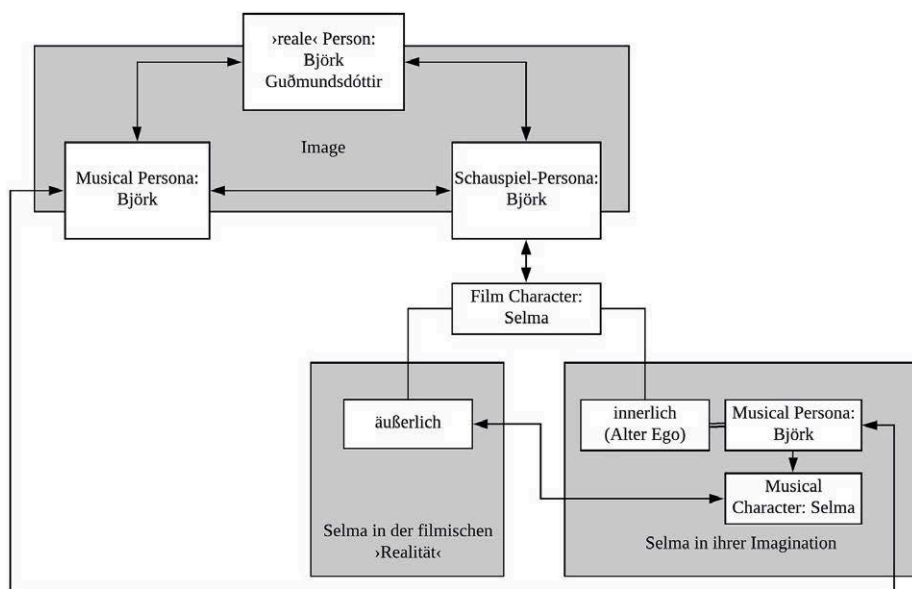 ›reale‹ Person:
Björk
Guðmundsdóttir
Image
Musical Persona:
Björk
Schauspiel-Persona:
Björk
Film Character:
Selma
äußerlich
innerlich
(Alter Ego)
Musical Persona:
Björk
Musical
Character: Selma
Selma in der filmischen
›Realität‹
Selma in ihrer Imagination